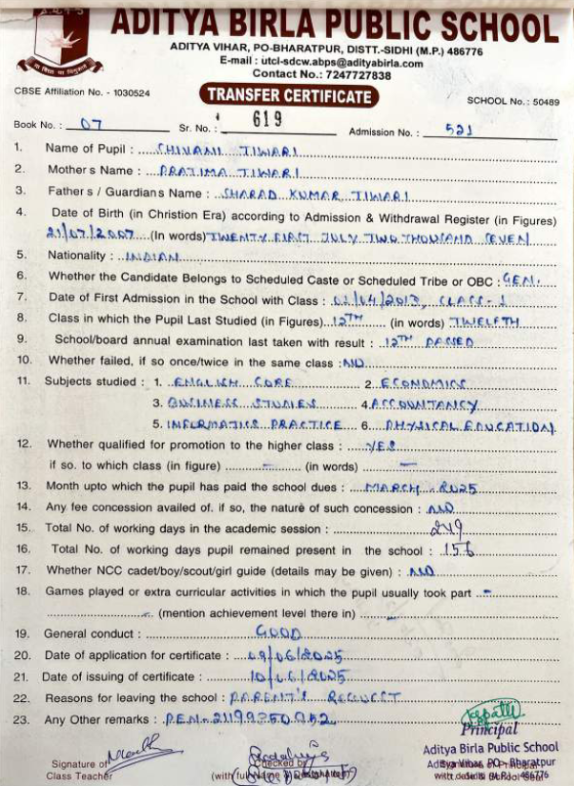 ADITYA BIRLA PUBLIC SCHOOL
ADITYA VIHAR, PO-BHARATPUR, DISTT.-SIDHI (M.P.) 486776
E-mail : utcl-sdcw.abps@adityabirla.com
Contact No.: 7247727838
CBSE Affiliation No. - 1030524
TRANSFER CERTIFICATE
SCHOOL No.: 50489
Book No.: 07 Sr. No.: 619 Admission No.: 521
1. Name of Pupil : SHIVANI TIWARI
2. Mother s Name : PRATIMA TIWARI
3. Father s / Guardian s Name : SHARAD KUMAR TIWARI
4. Date of Birth (in Christion Era) according to Admission & Withdrawal Register (in Figures)
21/07/2007 (In words) TWENTY FIRST JULY TWO THOUSAND SEVEN
5. Nationality : INDIAN
6. Whether the Candidate Belongs to Scheduled Caste or Scheduled Tribe or OBC : GEN.
7. Date of First Admission in the School with Class : CLASS - 1
8. Class in which the Pupil Last Studied (in Figures) 12TH (in words) TWELFTH
9. School/board annual examination last taken with result : 12TH PASSED
10. Whether failed, if so once/twice in the same class : NO
11. Subjects studied : 1. ENGLISH CORE 2. ECONOMICS
3. BUSINESS STUDIES 4. ACCOUNTANCY
5. INFORMATICS PRACTICE 6. PHYSICAL EDUCATION
12. Whether qualified for promotion to the higher class : YES
if so. to which class (in figure) - (in words) -
13. Month upto which the pupil has paid the school dues : MARCH - 2025
14. Any fee concession availed of. if so, the nature of such concession : NO
15. Total No. of working days in the academic session : 249
16. Total No. of working days pupil remained present in the school : 156
17. Whether NCC cadet/boy/scout/girl guide (details may be given) : NO
18. Games played or extra curricular activities in which the pupil usually took part -
- (mention achievement level there in) -
19. General conduct : GOOD
20. Date of application for certificate : 09/06/2025
21. Date of issuing of certificate : 10/06/2025
22. Reasons for leaving the school : PARENT'S REQUEST
23. Any Other remarks : PEN-
Principal
Aditya Birla Public School
Signature of
Class Teacher
Checked by